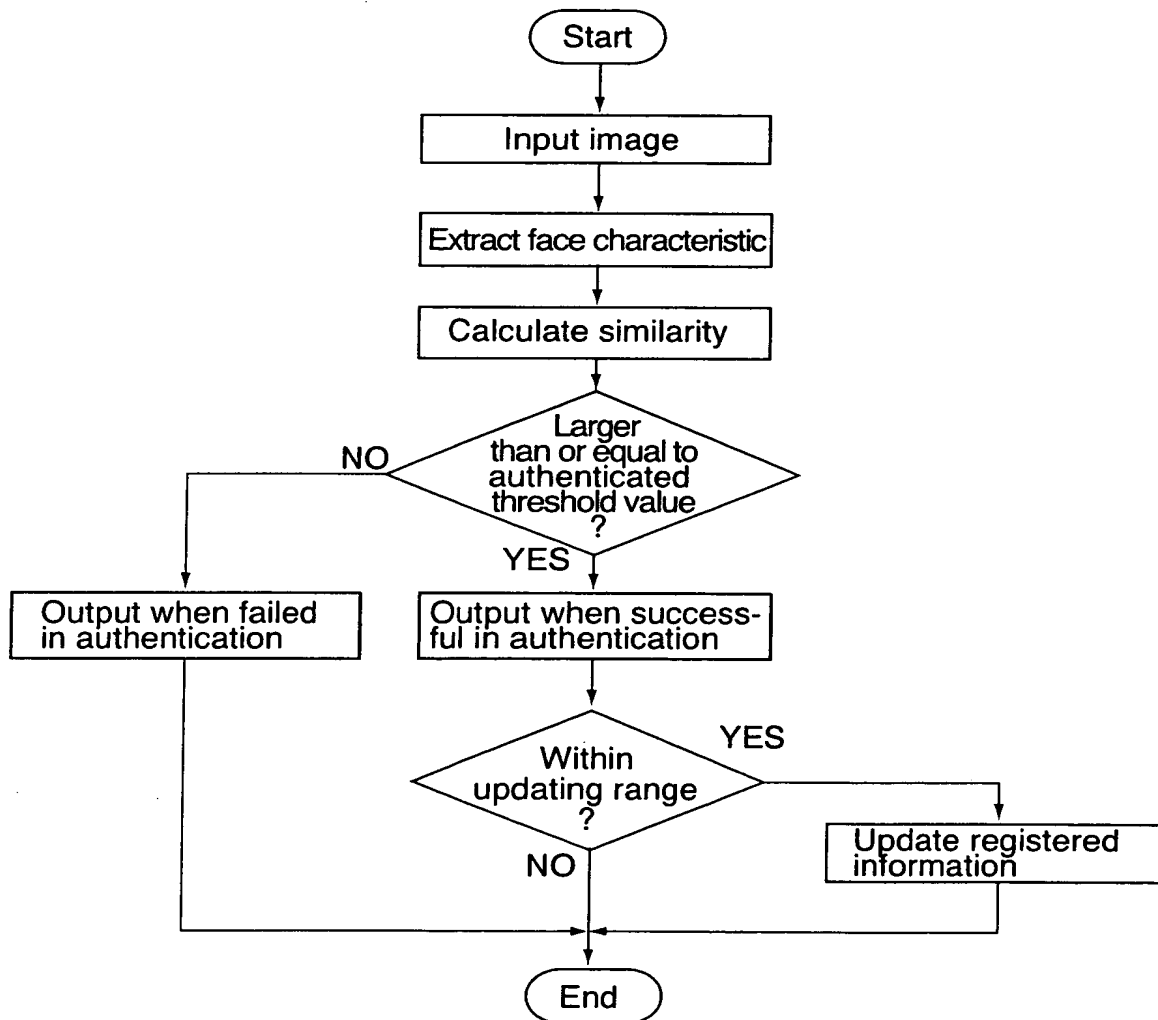 Start
Input image
Extract face characteristic
Calculate similarity
Larger
than or equal to
authenticated
threshold value
?
NO
YES
Output when failed
in authentication
Output when success-
ful in authentication
Within
updating range
?
YES
NO
Update registered
information
End